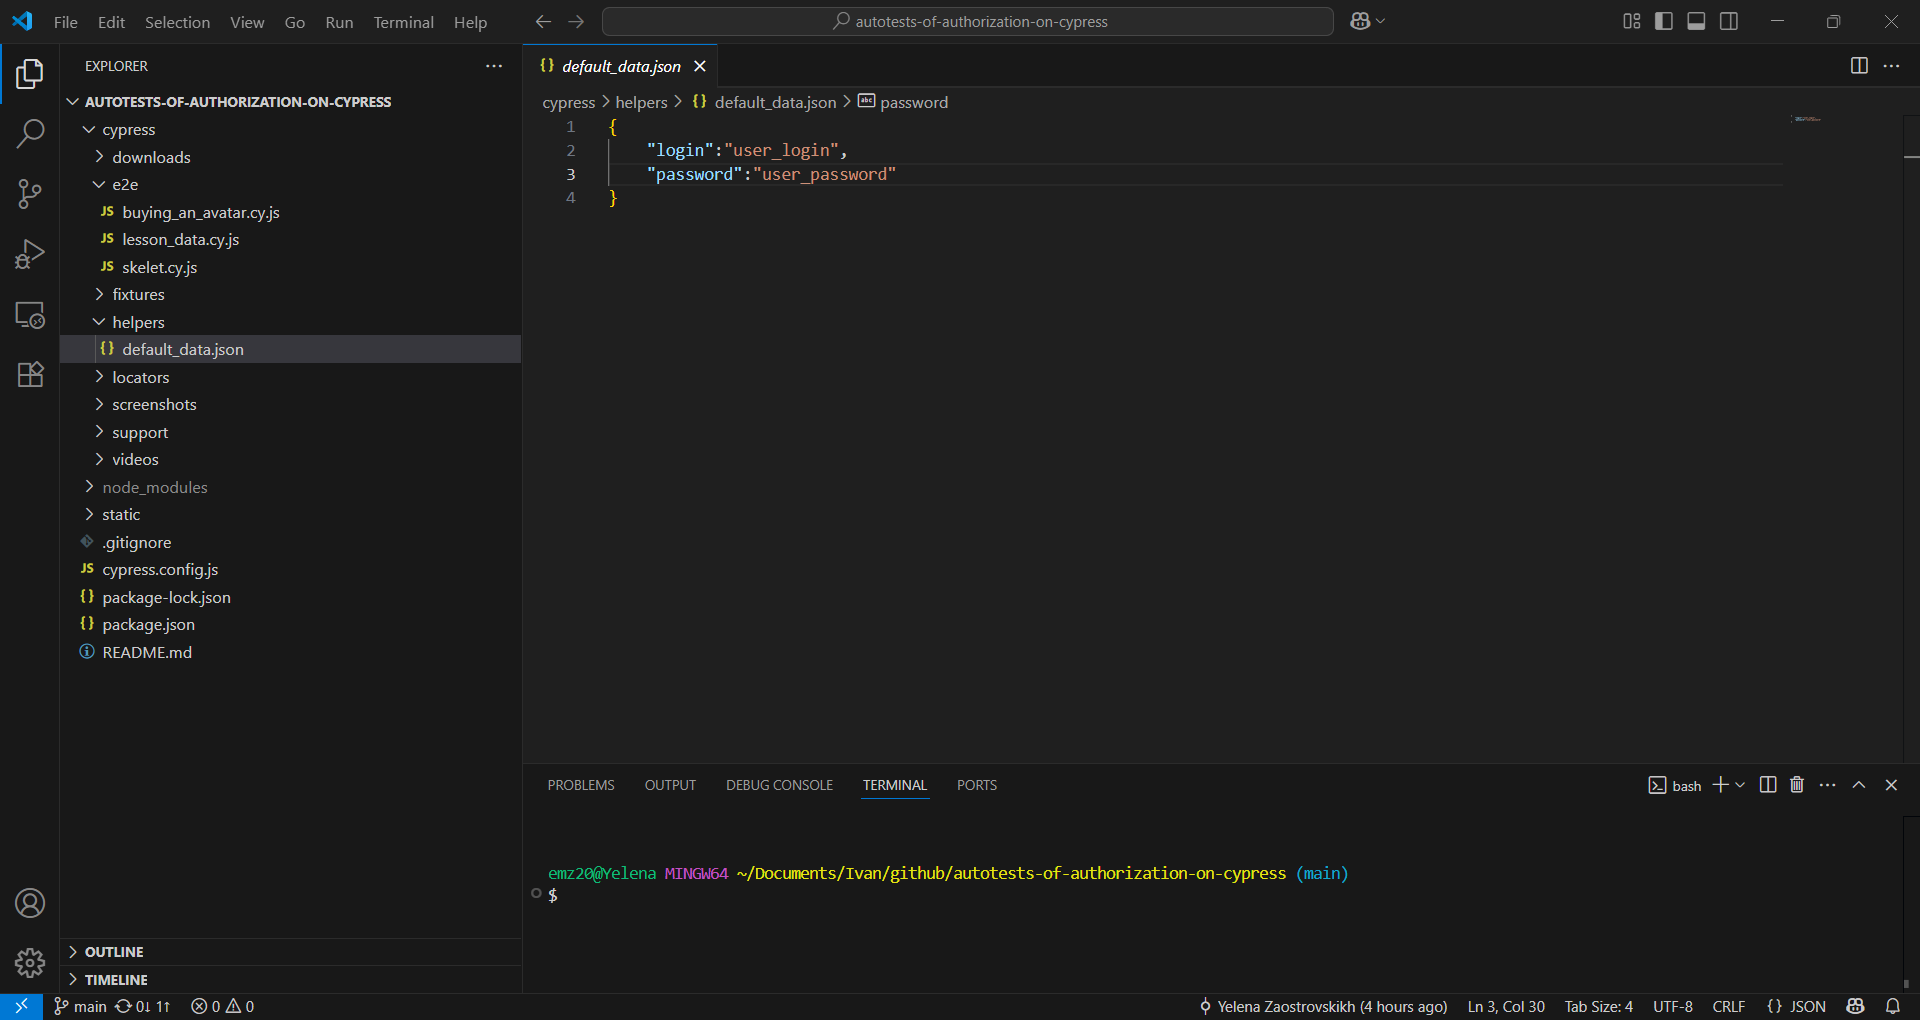 File Edit Selection View Go Run Terminal Help
autotests-of-authorization-on-cypress
EXPLORER
AUTOTESTS-OF-AUTHORIZATION-ON-CYPRESS
cypress
downloads
e2e
JS buying_an_avatar.cy.js
JS lesson_data.cy.js
JS skelet.cy.js
fixtures
helpers
{} default_data.json
locators
screenshots
support
videos
node_modules
static
.gitignore
JS cypress.config.js
{} package-lock.json
{} package.json
README.md
OUTLINE
TIMELINE
{} default_data.json
cypress > helpers > {} default_data.json > abc password
1 {
2 "login":"user_login",
3 "password":"user_password"
4 }
PROBLEMS OUTPUT DEBUG CONSOLE TERMINAL PORTS
bash
emz20@Yelena MINGW64 ~/Documents/Ivan/github/autotests-of-authorization-on-cypress (main)
$
main 0↓ 1↑ 0 0
Yelena Zaostrovskikh (4 hours ago) Ln 3, Col 30 Tab Size: 4 UTF-8 CRLF {} JSON